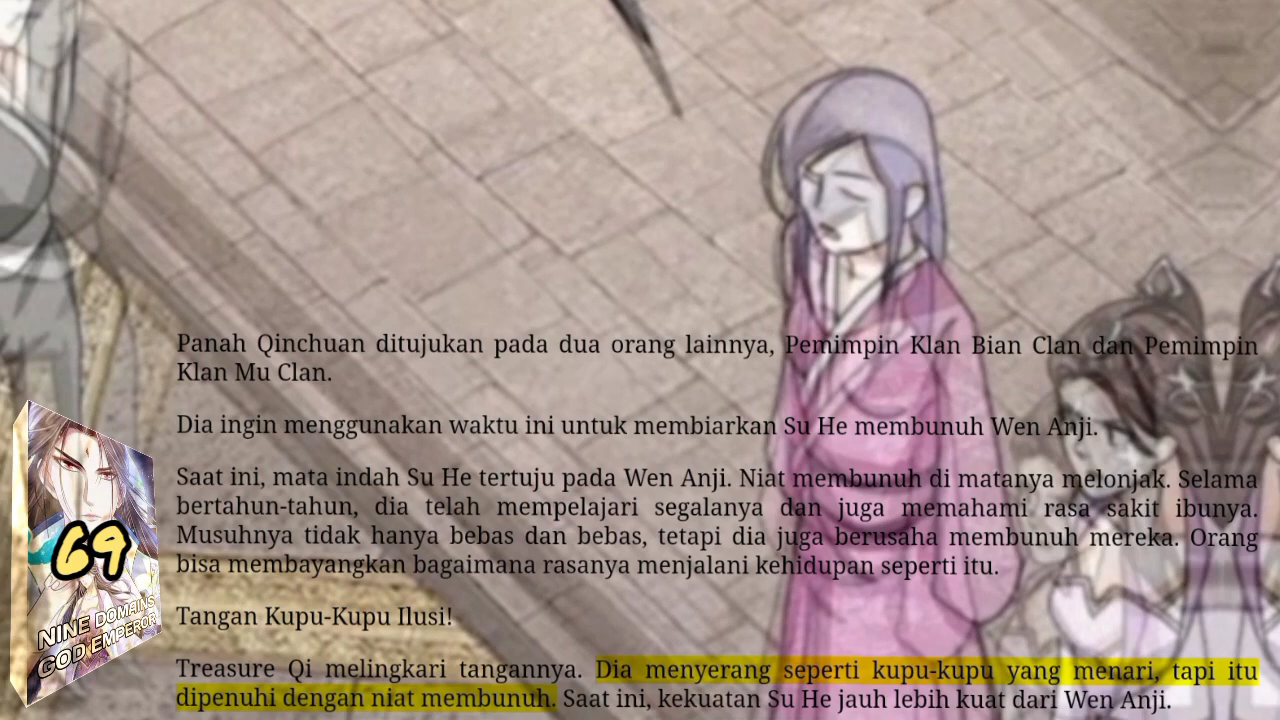 Panah Qinchuan ditujukan pada dua orang lainnya, Pemimpin Klan Bian Clan dan Pemimpin
Klan Mu Clan.
Dia ingin menggunakan waktu ini untuk membiarkan Su He membunuh Wen Anji.
Saat ini, mata indah Su He tertuju pada Wen Anji. Niat membunuh di matanya melonjak. Selama
bertahun-tahun, dia telah mempelajari segalanya dan juga memahami rasa sakit ibunya.
Musuhnya tidak hanya bebas dan bebas, tetapi dia juga berusaha membunuh mereka. Orang
bisa membayangkan bagaimana rasanya menjalani kehidupan seperti itu.
Tangan Kupu-Kupu Ilusi!
Treasure Qi melingkari tangannya. Dia menyerang seperti kupu-kupu yang menari, tapi itu
dipenuhi dengan niat membunuh. Saat ini, kekuatan Su He jauh lebih kuat dari Wen Anji.
69
NINE DOMAINS
GOD EMPEROR